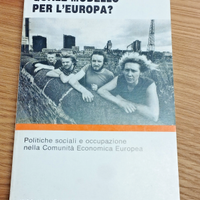 PER L'EUROPA?
Politiche sociali e occupazione
nella Comunità Economica Europea